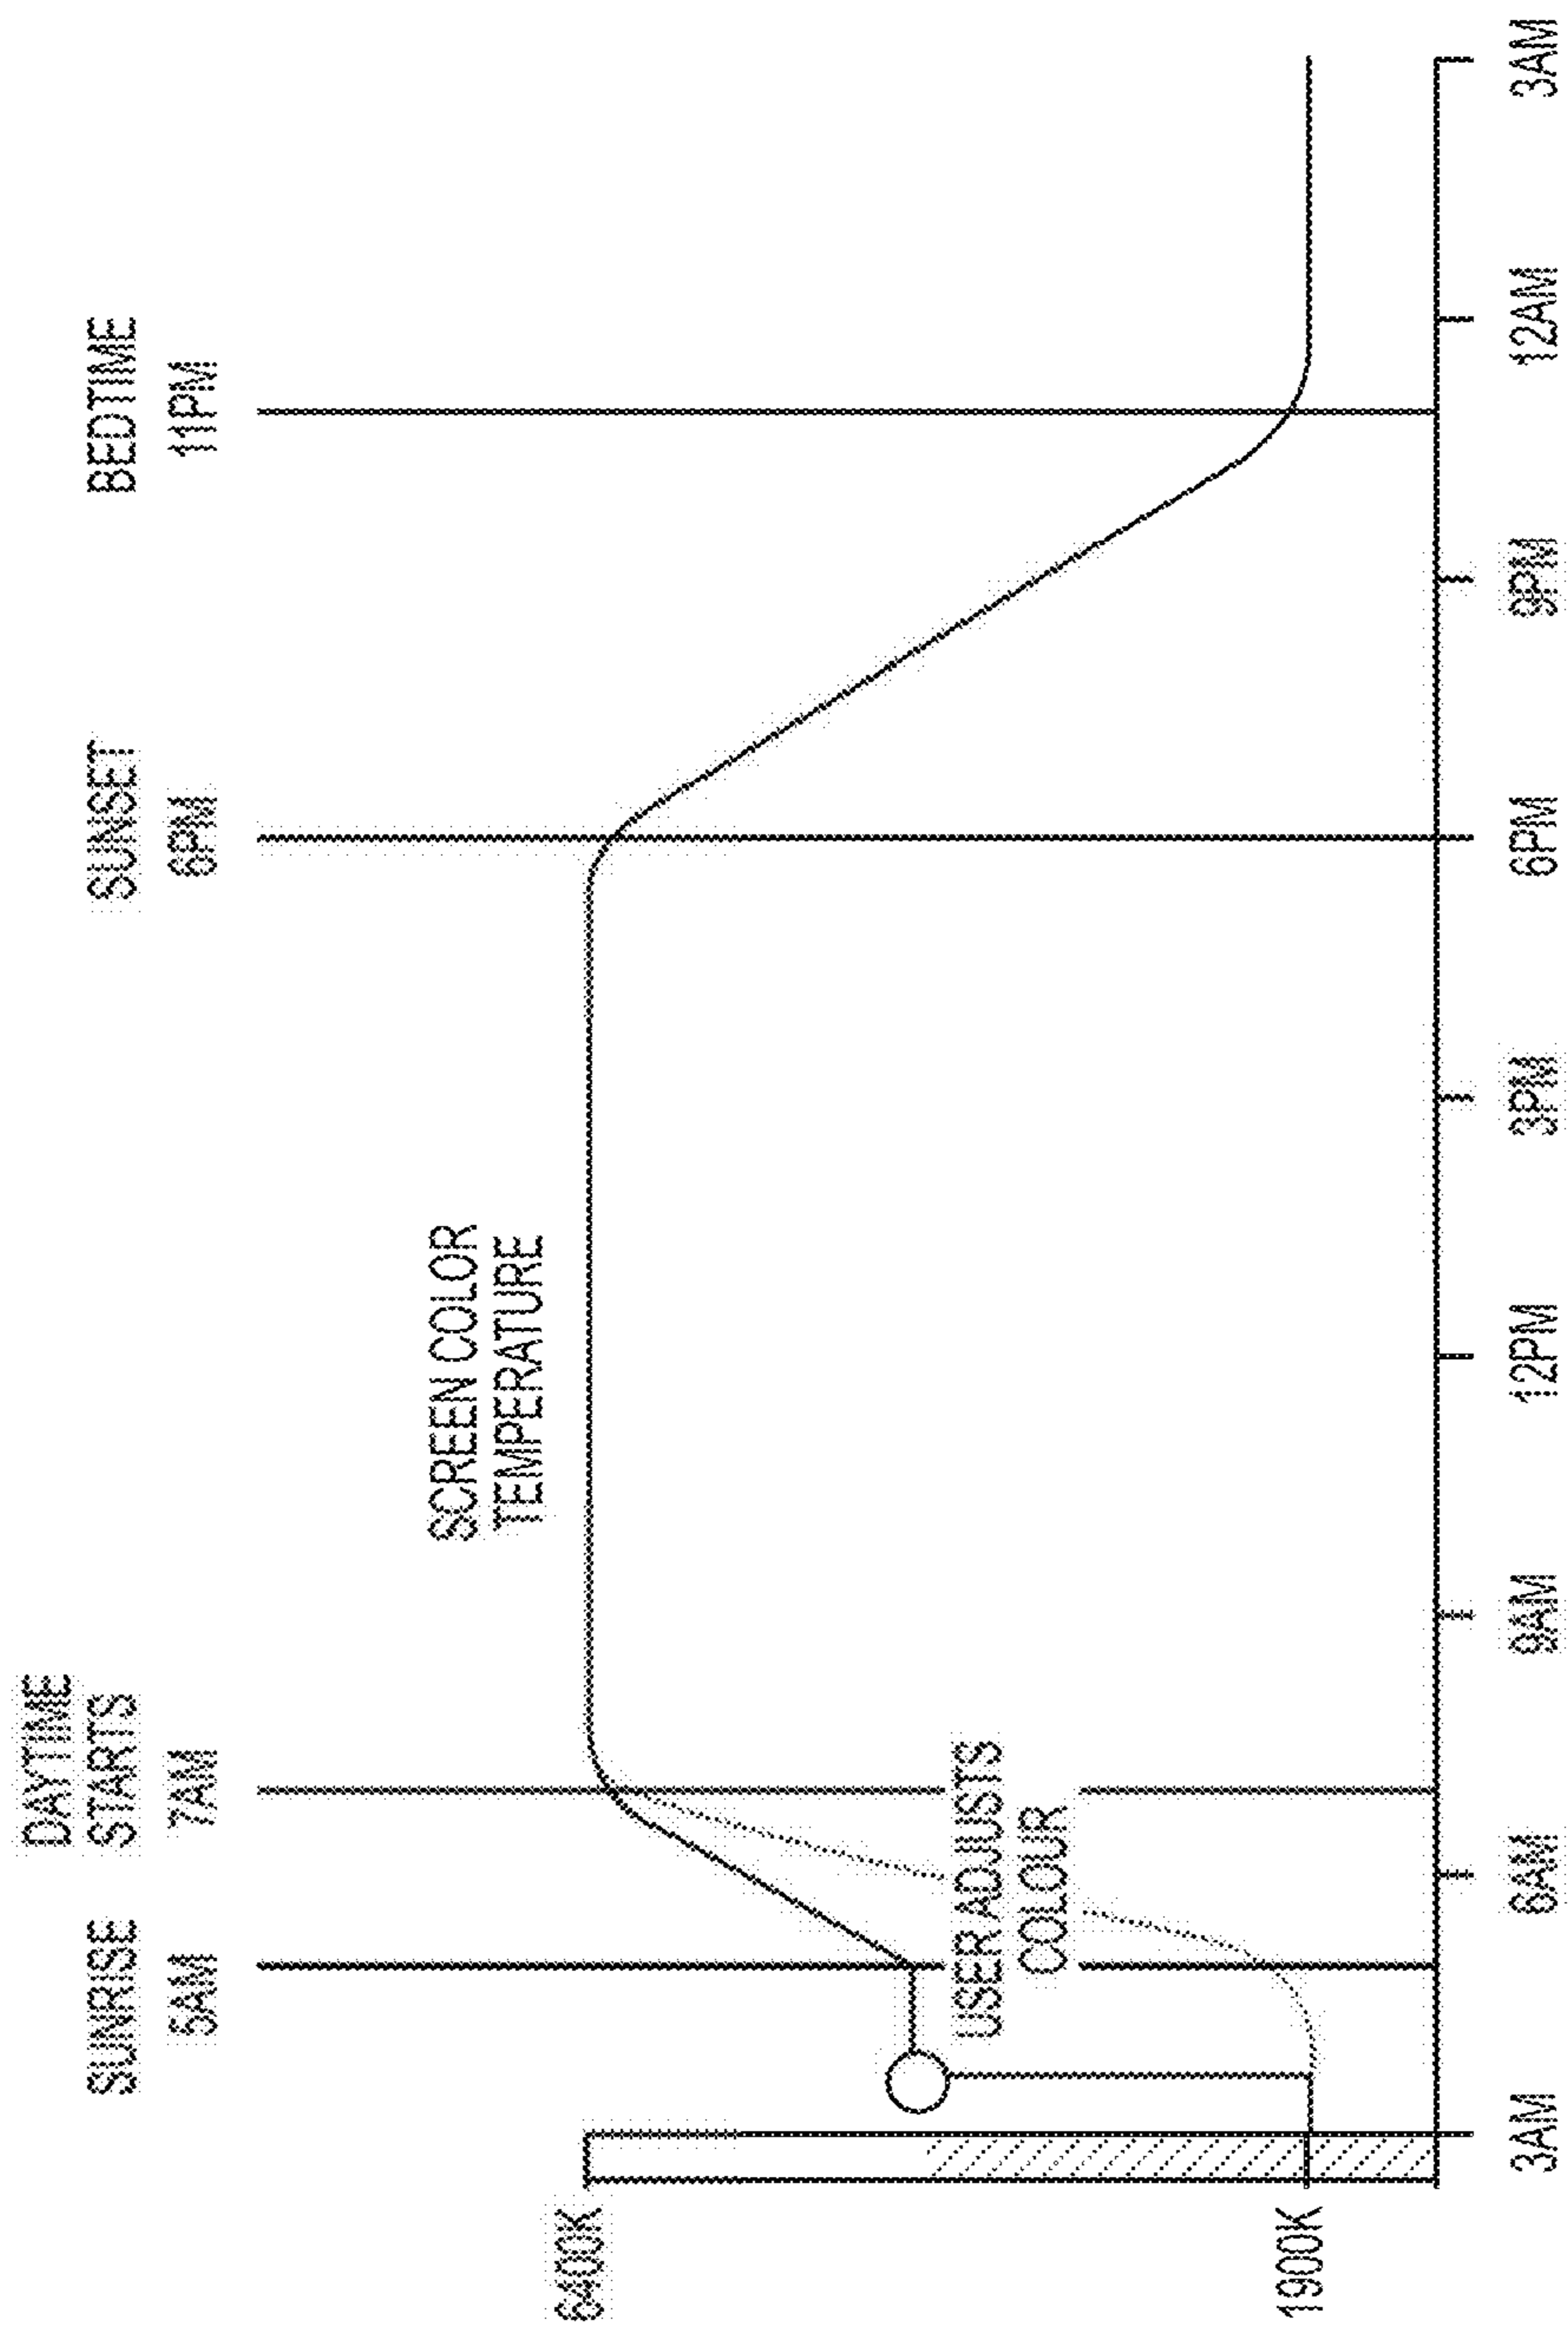 DAYTIME
STARTS
SUNRISE
SUNSET
BEDTIME
5AM
7AM
6PM
11PM
SCREEN COLOR
TEMPERATURE
6400K
USER ADJUSTS
COLOUR
1900K
3AM
6AM
9AM
12PM
3PM
6PM
9PM
12AM
3AM